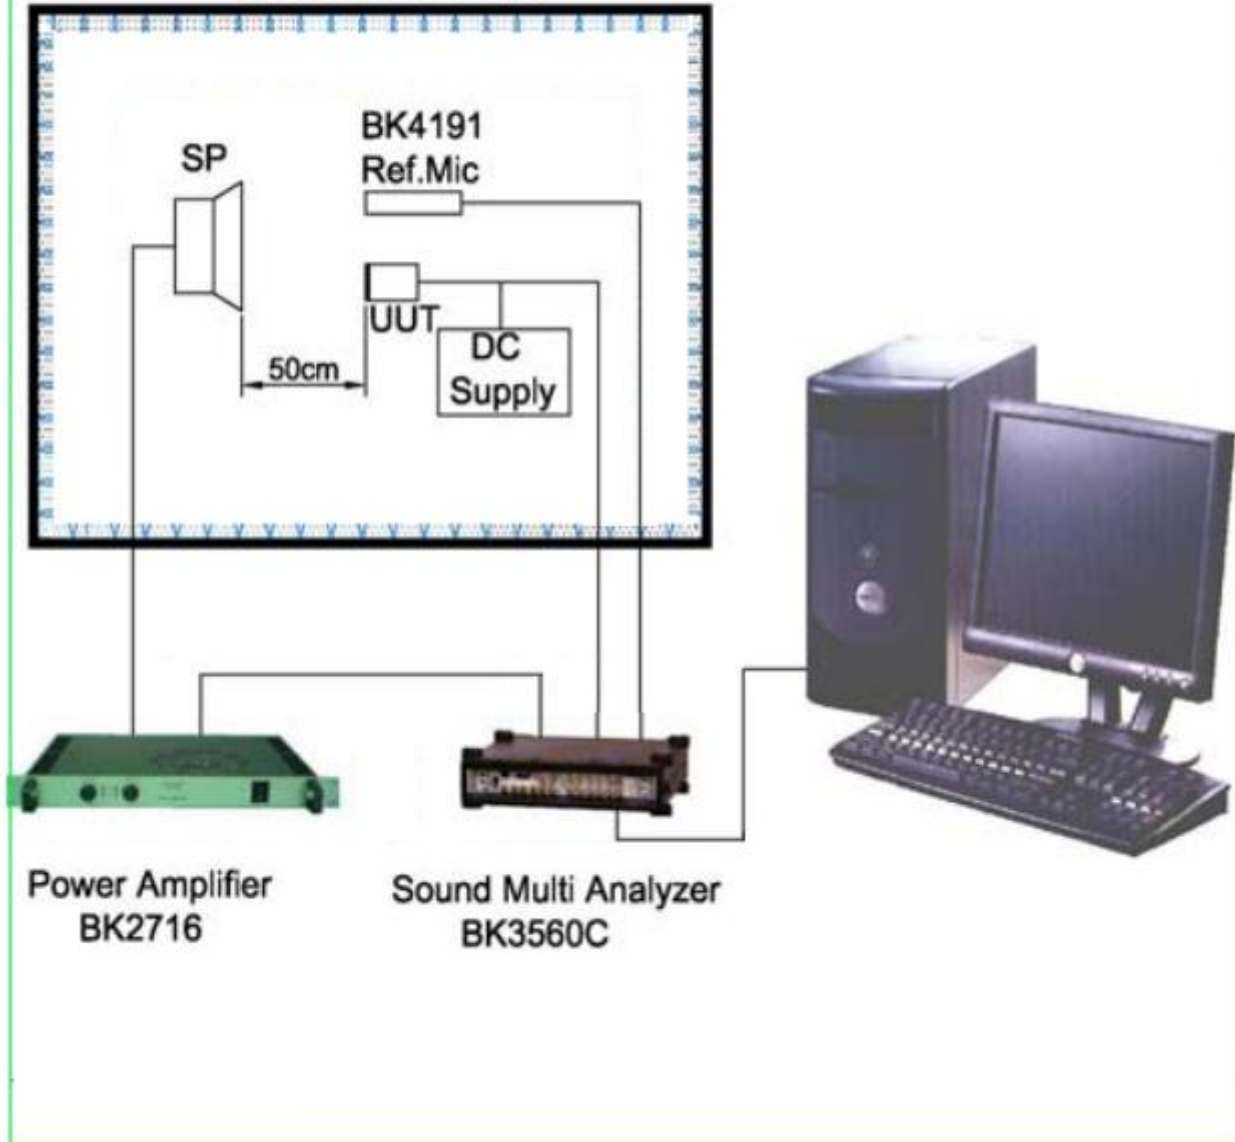 SP
BK4191
Ref.Mic
UUT
50cm
DC
Supply
Power Amplifier
BK2716
Sound Multi Analyzer
BK3560C